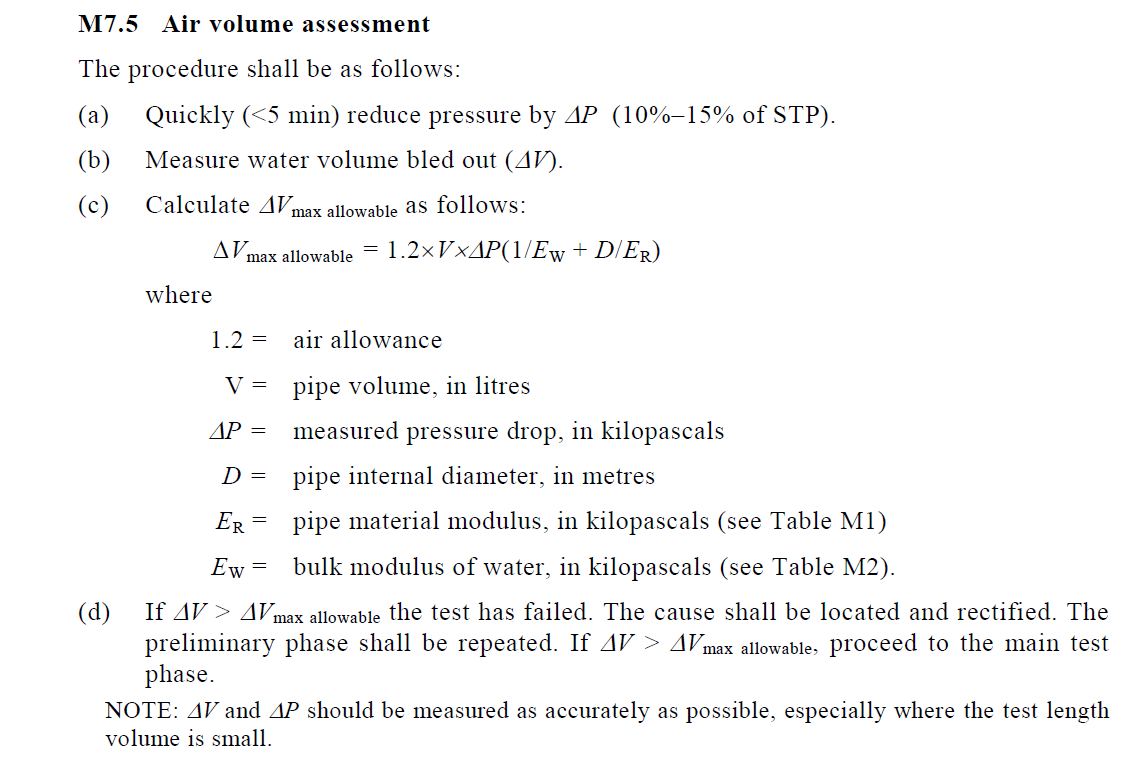 M7.5 Air volume assessment
The procedure shall be as follows:
(a) Quickly (<5 min) reduce pressure by ΔP (10%–15% of STP).
(b) Measure water volume bled out (ΔV).
(c) Calculate ΔVmax allowable as follows:
ΔVmax allowable = 1.2×V×ΔP(1/EW + D/ER)
where
1.2 = air allowance
V = pipe volume, in litres
ΔP = measured pressure drop, in kilopascals
D = pipe internal diameter, in metres
ER = pipe material modulus, in kilopascals (see Table M1)
EW = bulk modulus of water, in kilopascals (see Table M2).
(d) If ΔV > ΔVmax allowable the test has failed. The cause shall be located and rectified. The
preliminary phase shall be repeated. If ΔV > ΔVmax allowable, proceed to the main test
phase.
NOTE: ΔV and ΔP should be measured as accurately as possible, especially where the test length
volume is small.